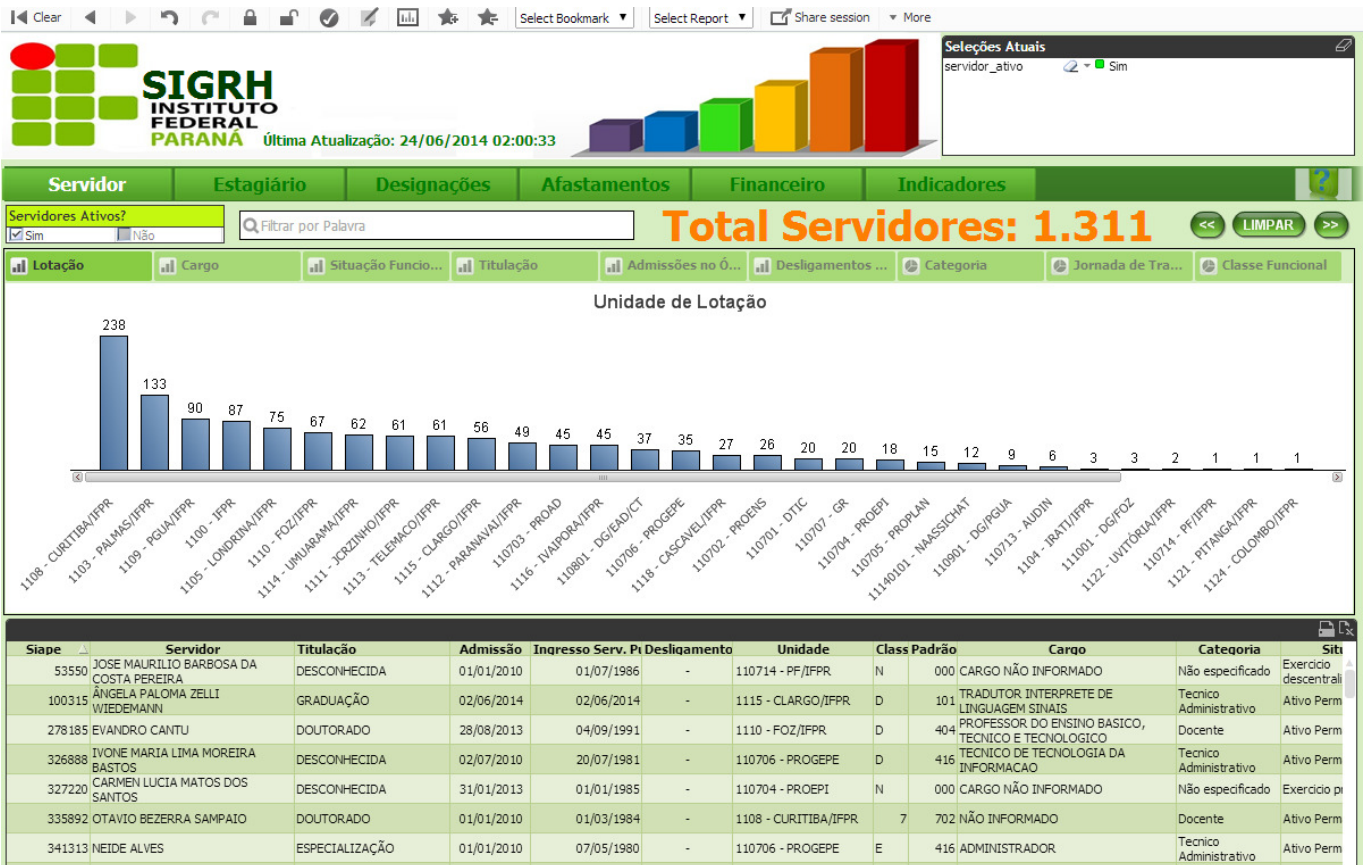 Clear Select Bookmark Select Report Share session More
Seleções Atuais
servidor_ativo Sim
SIGRH
INSTITUTO
FEDERAL
PARANÁ Última Atualização: 24/06/2014 02:00:33
Servidor Estagiário Designações Afastamentos Financeiro Indicadores ?
Servidores Ativos?
Sim Não
Filtrar por Palavra
Total Servidores: 1.311
<< LIMPAR >>
Lotação Cargo Situação Funcio... Titulação Admissões no Ó... Desligamentos ... Categoria Jornada de Tra... Classe Funcional
Unidade de Lotação
238 133 90 87 75 67 62 61 61 56 49 45 45 37 35 27 26 20 20 18 15 12 9 6 3 3 2 1 1 1
1108 - CURITIBA/IFPR
1103 - PALMAS/IFPR
1109 - PGUA/IFPR
1100 - IFPR
1105 - LONDRINA/IFPR
1110 - FOZ/IFPR
1114 - UMUARAMA/IFPR
1111 - JCRZINHO/IFPR
1113 - TELEMACO/IFPR
1115 - CLARGO/IFPR
1112 - PARANAVAI/IFPR
110703 - PROAD
1116 - IVAIPORA/IFPR
110801 - DG/EAD/CT
110706 - PROGEPE
1118 - CASCAVEL/IFPR
110702 - PROENS
110701 - DTIC
110707 - GR
110704 - PROEPI
110705 - PROPLAN
11140101 - NAASSICHAT
110901 - DG/PGUA
110713 - AUDIN
1104 - IRATI/IFPR
111001 - DG/FOZ
1122 - UVITÓRIA/IFPR
110714 - PF/IFPR
1121 - PITANGA/IFPR
1124 - COLOMBO/IFPR
Siape Servidor Titulação Admissão Ingresso Serv. Pú Desligamento Unidade Class Padrão Cargo Categoria Situ
53550 JOSE MAURILIO BARBOSA DA COSTA PEREIRA DESCONHECIDA 01/01/2010 01/07/1986 - 110714 - PF/IFPR N 000 CARGO NÃO INFORMADO Não especificado Exercicio descentrali
100315 ÂNGELA PALOMA ZELLI WIEDEMANN GRADUAÇÃO 02/06/2014 02/06/2014 - 1115 - CLARGO/IFPR D 101 TRADUTOR INTERPRETE DE LINGUAGEM SINAIS Tecnico Administrativo Ativo Perm
278185 EVANDRO CANTU DOUTORADO 28/08/2013 04/09/1991 - 1110 - FOZ/IFPR D 404 PROFESSOR DO ENSINO BASICO, TECNICO E TECNOLOGICO Docente Ativo Perm
326888 IVONE MARIA LIMA MOREIRA BASTOS DESCONHECIDA 02/07/2010 20/07/1981 - 110706 - PROGEPE D 416 TECNICO DE TECNOLOGIA DA INFORMACAO Tecnico Administrativo Ativo Perm
327220 CARMEN LUCIA MATOS DOS SANTOS DESCONHECIDA 31/01/2013 01/01/1985 - 110704 - PROEPI N 000 CARGO NÃO INFORMADO Não especificado Exercicio pr
335892 OTAVIO BEZERRA SAMPAIO DOUTORADO 01/01/2010 01/03/1984 - 1108 - CURITIBA/IFPR 7 702 NÃO INFORMADO Docente Ativo Perm
341313 NEIDE ALVES ESPECIALIZAÇÃO 01/01/2010 07/05/1980 - 110706 - PROGEPE E 416 ADMINISTRADOR Tecnico Administrativo Ativo Perm